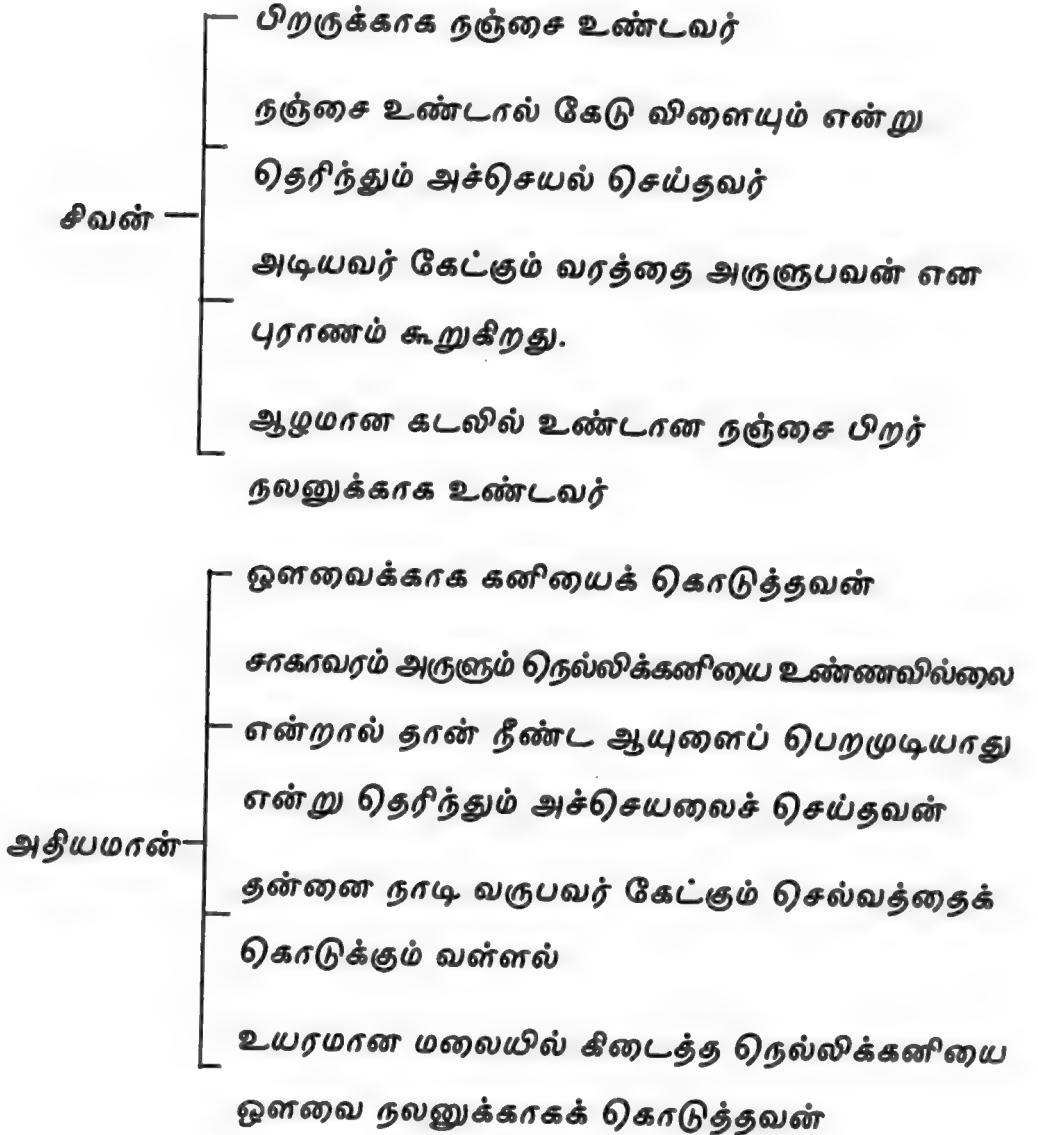 பிறருக்காக நஞ்சை உண்டவர்
நஞ்சை உண்டால் கேடு விளையும் என்று
தெரிந்தும் அச்செயல் செய்தவர்
சிவன்
அடியவர் கேட்கும் வரத்தை அருளுபவன் என
புராணம் கூறுகிறது.
ஆழமான கடலில் உண்டான நஞ்சை பிறர்
நலனுக்காக உண்டவர்
ஔவைக்காக கனியைக் கொடுத்தவன்
சாகாவரம் அருளும் நெல்லிக்கனியை உண்ணவில்லை
என்றால் தான் நீண்ட ஆயுளைப் பெறமுடியாது
என்று தெரிந்தும் அச்செயலைச் செய்தவன்
அதியமான்
தன்னை நாடி வருபவர் கேட்கும் செல்வத்தைக்
கொடுக்கும் வள்ளல்
உயரமான மலையில் கிடைத்த நெல்லிக்கனியை
ஔவை நலனுக்காகக் கொடுத்தவன்